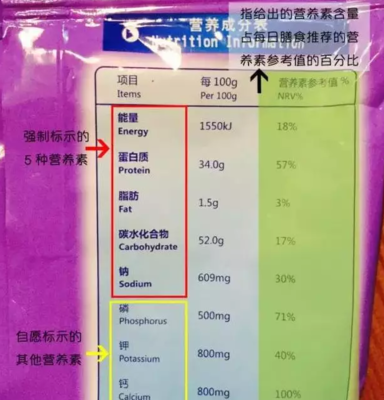 营养成分表
Nutrition Information
指给出的营养素含量
占每日膳食推荐的营
养素参考值的百分比
项目
Items
每 100g
Per 100g
营养素参考值 %
NRV%
强制标示的
5 种营养素
能量
Energy
1550kJ
18%
蛋白质
Protein
34.0g
57%
脂肪
Fat
1.5g
3%
碳水化合物
Carbohydrate
52.0g
17%
钠
Sodium
609mg
30%
自愿标示的
其他营养素
磷
Phosphorus
500mg
71%
钾
Potassium
800mg
40%
钙
Calcium
800mg
100%